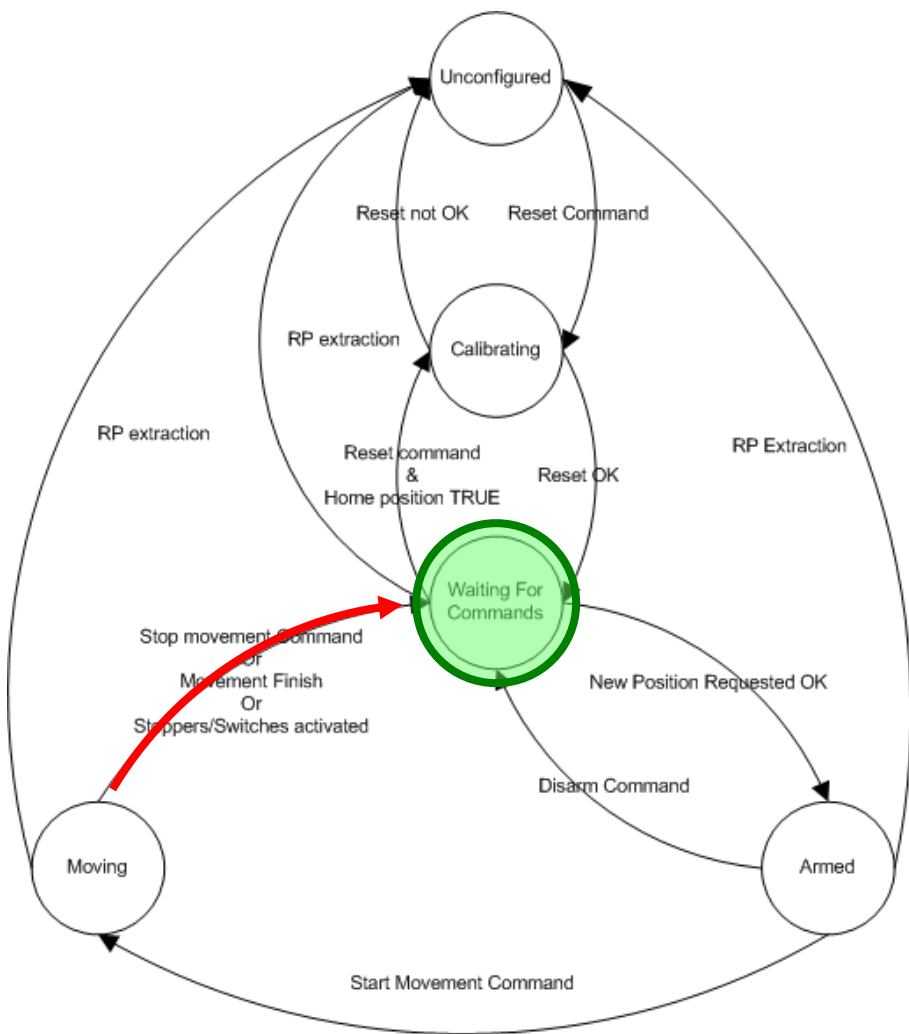 Unconfigured
Reset not OK
Reset Command
RP extraction
Calibrating
RP extraction
RP Extraction
Reset command
&
Home position TRUE
Reset OK
Waiting For
Commands
Stop movement Command
Or
Movement Finish
Or
Stoppers/Switches activated
New Position Requested OK
Disarm Command
Moving
Armed
Start Movement Command